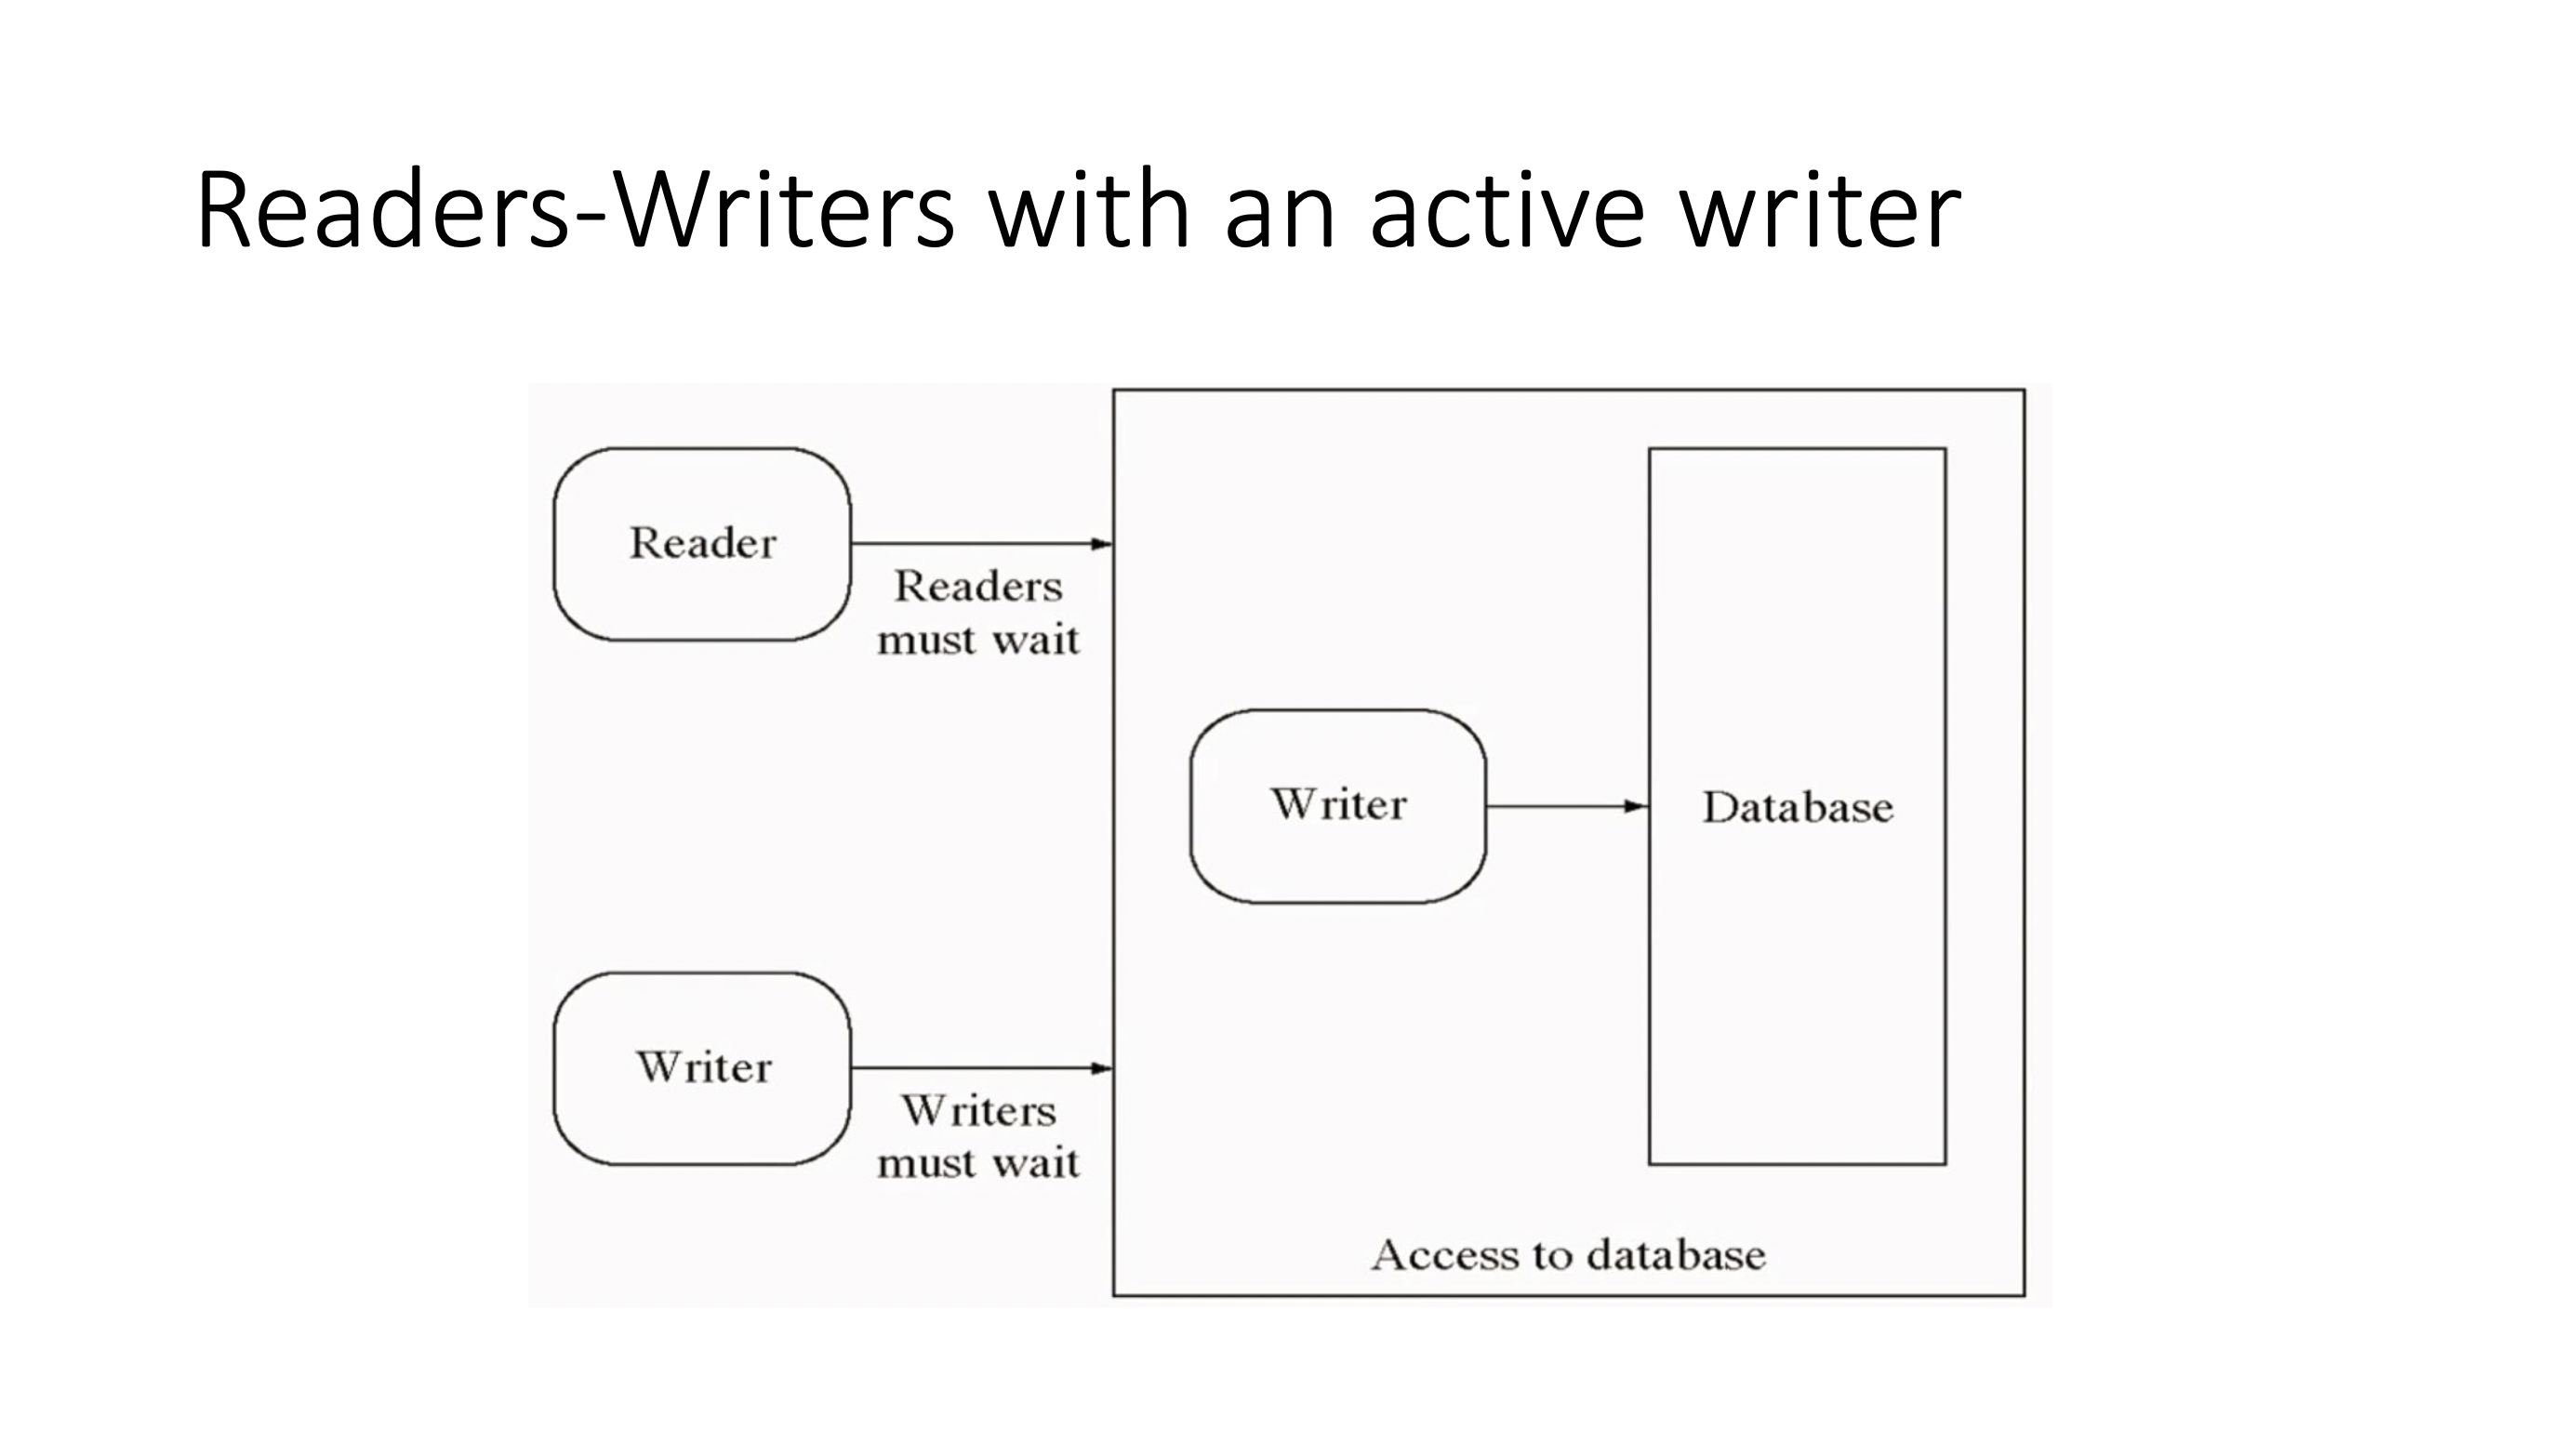 Readers-Writers with an active writer
Reader
Readers
must wait
Writer
Database
Writer
Writers
must wait
Access to database